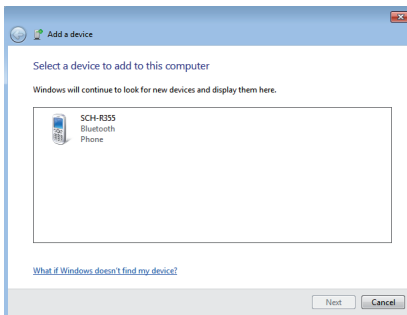 Add a device
Select a device to add to this computer
Windows will continue to look for new devices and display them here.
SCH-R355
Bluetooth
Phone
What if Windows doesn't find my device?
Next Cancel